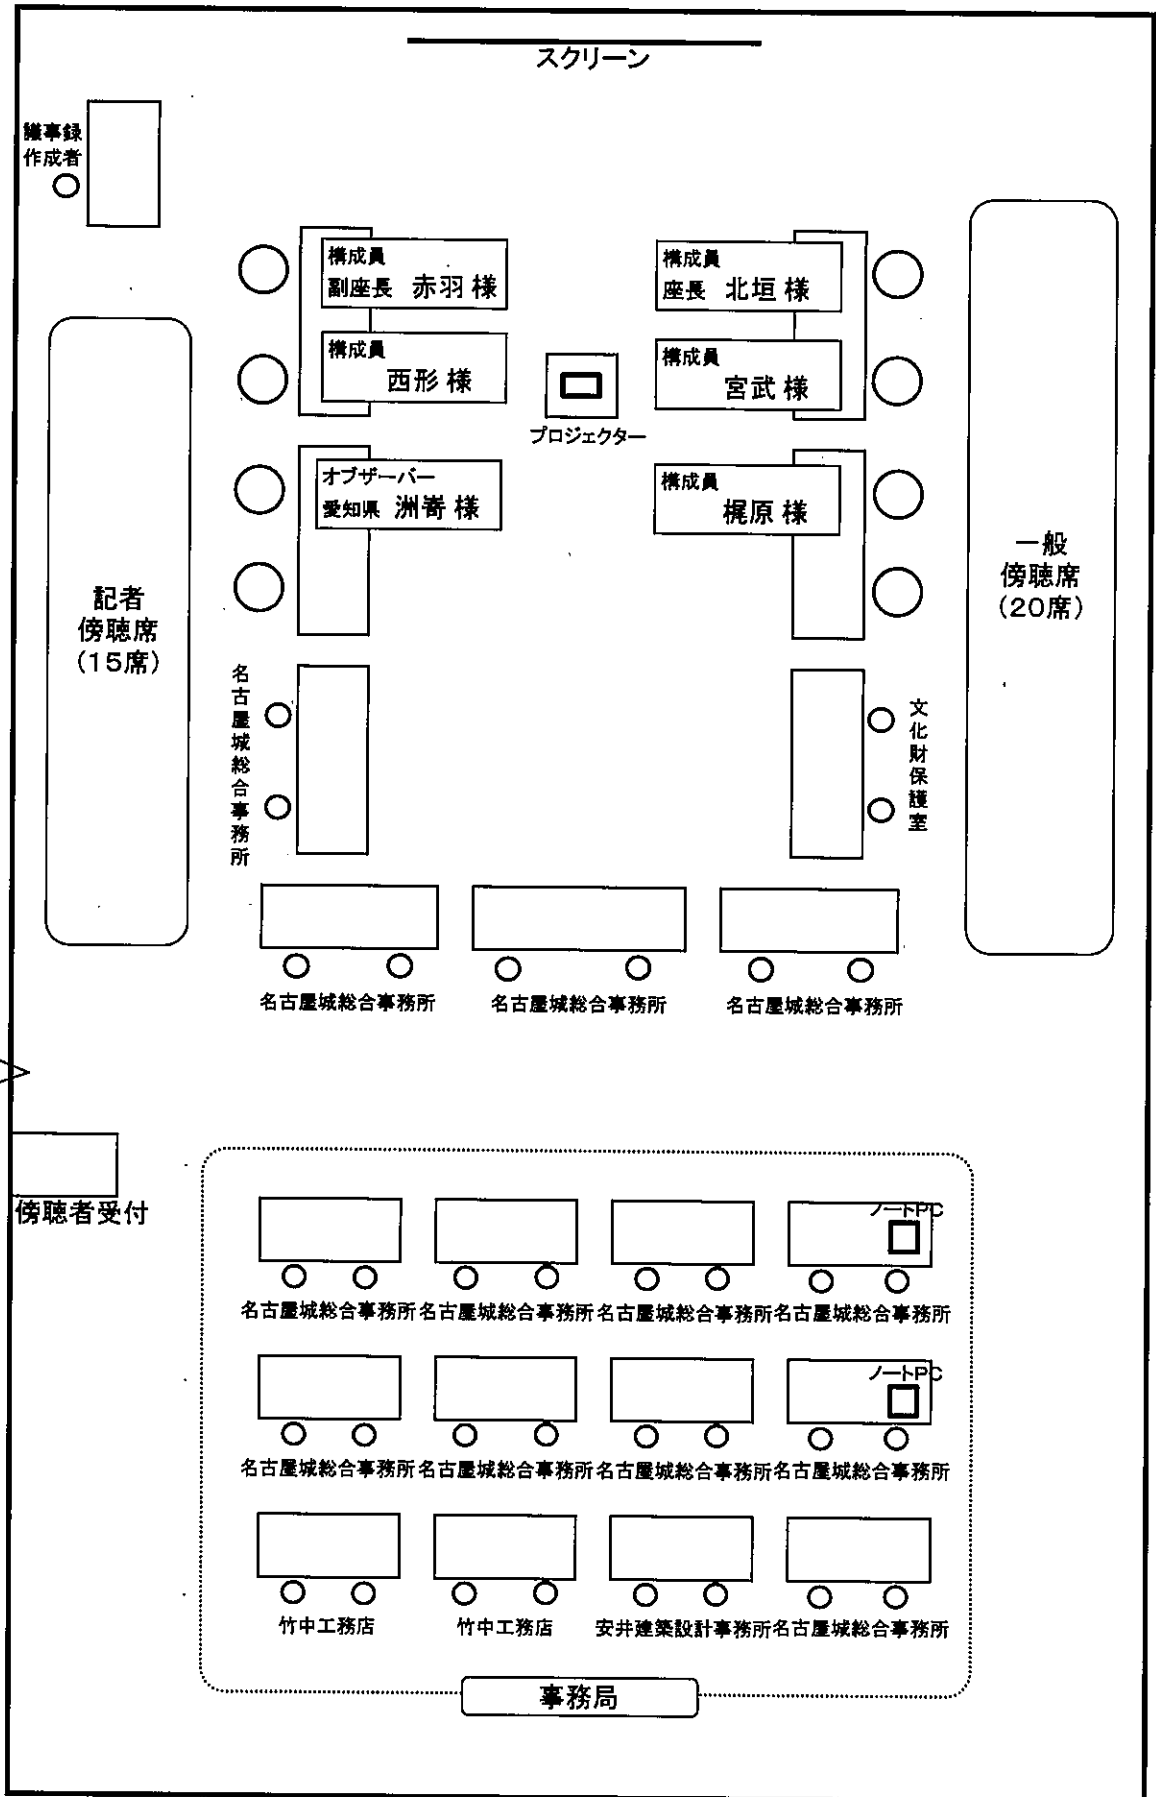 スクリーン
議事録
作成者
構成員
副座長 赤羽 様
構成員
座長 北垣 様
構成員
西形 様
構成員
宮武 様
プロジェクター
オブザーバー
愛知県 洲嵜 様
構成員
梶原 様
記者
傍聴席
(15席)
一般
傍聴席
(20席)
名古屋城総合事務所
文化財保護室
名古屋城総合事務所
名古屋城総合事務所
名古屋城総合事務所
傍聴者受付
ノートPC
名古屋城総合事務所
名古屋城総合事務所
名古屋城総合事務所
名古屋城総合事務所
ノートPC
名古屋城総合事務所
名古屋城総合事務所
名古屋城総合事務所
名古屋城総合事務所
竹中工務店
竹中工務店
安井建築設計事務所
名古屋城総合事務所
事務局